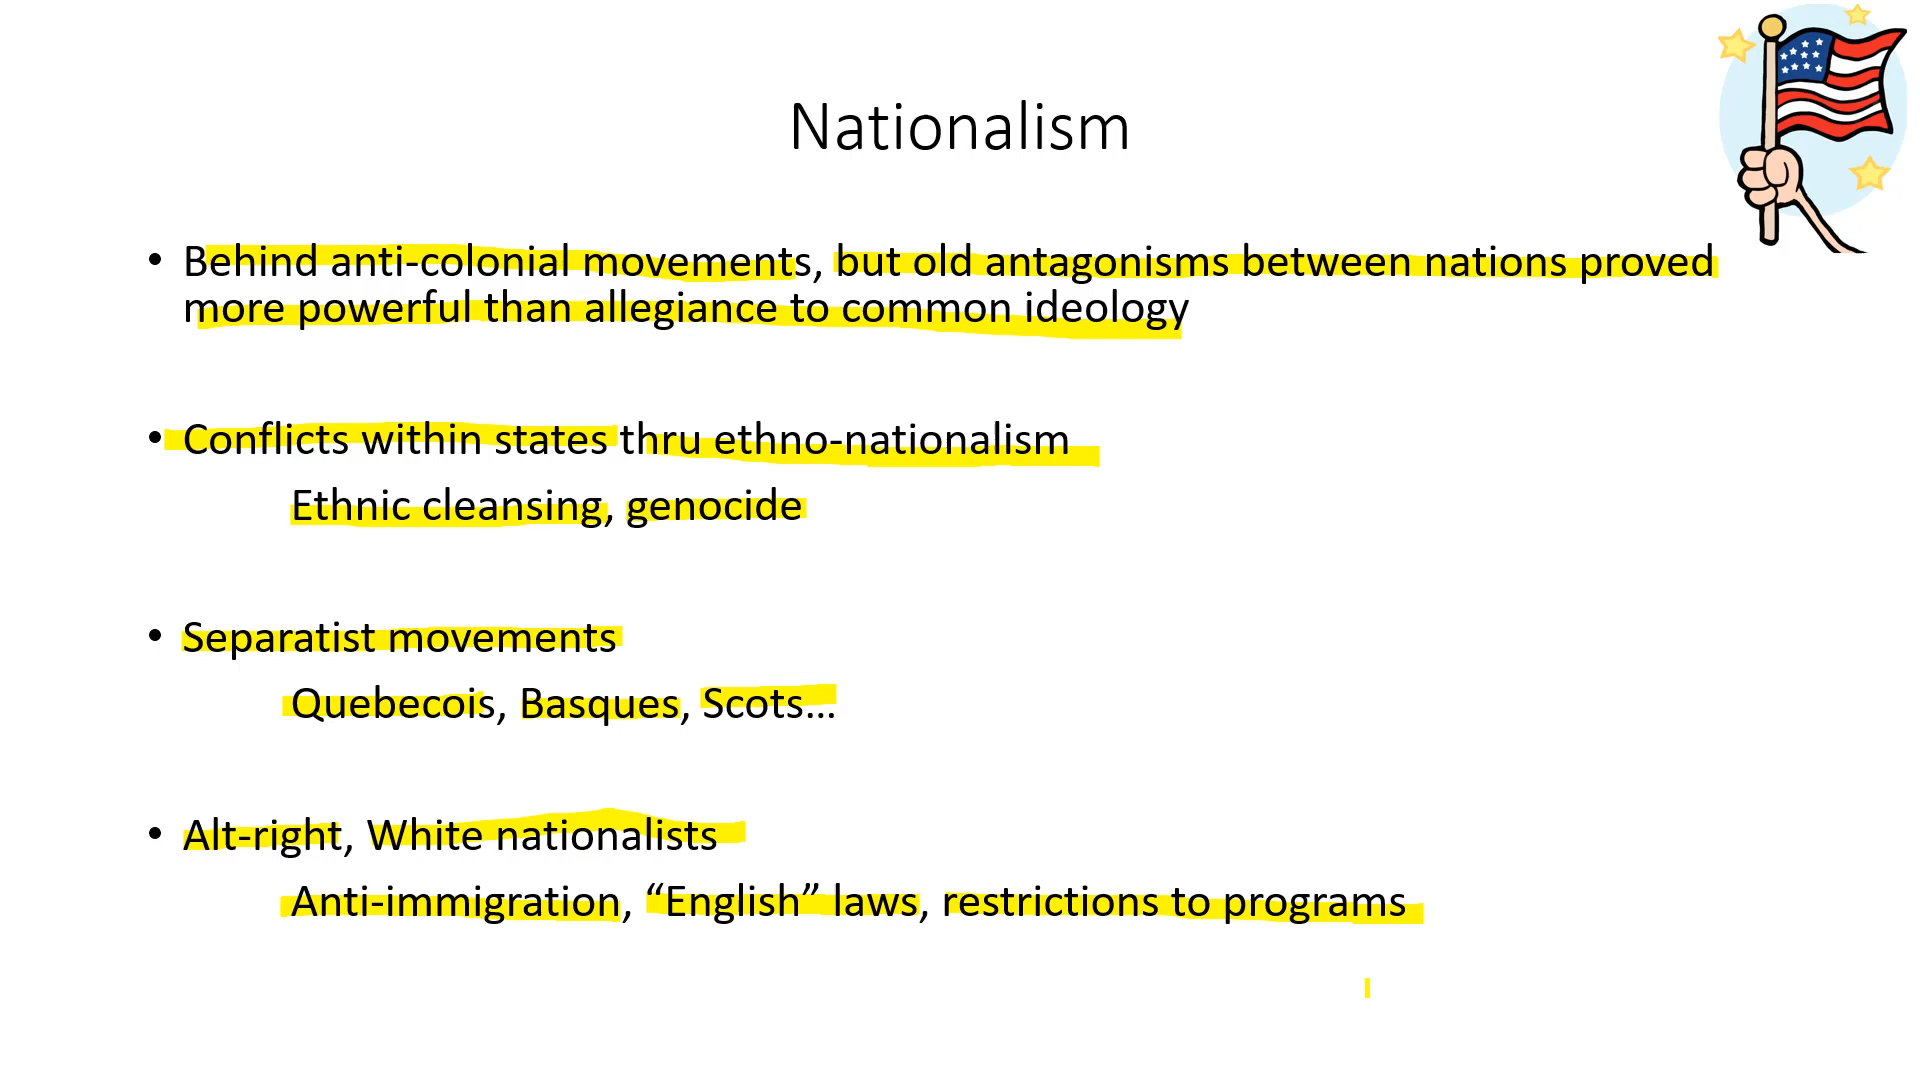 Nationalism
• Behind anti-colonial movements, but old antagonisms between nations proved
more powerful than allegiance to common ideology
• Conflicts within states thru ethno-nationalism
Ethnic cleansing, genocide
• Separatist movements
Quebecois, Basques, Scots…
• Alt-right, White nationalists
Anti-immigration, “English” laws, restrictions to programs